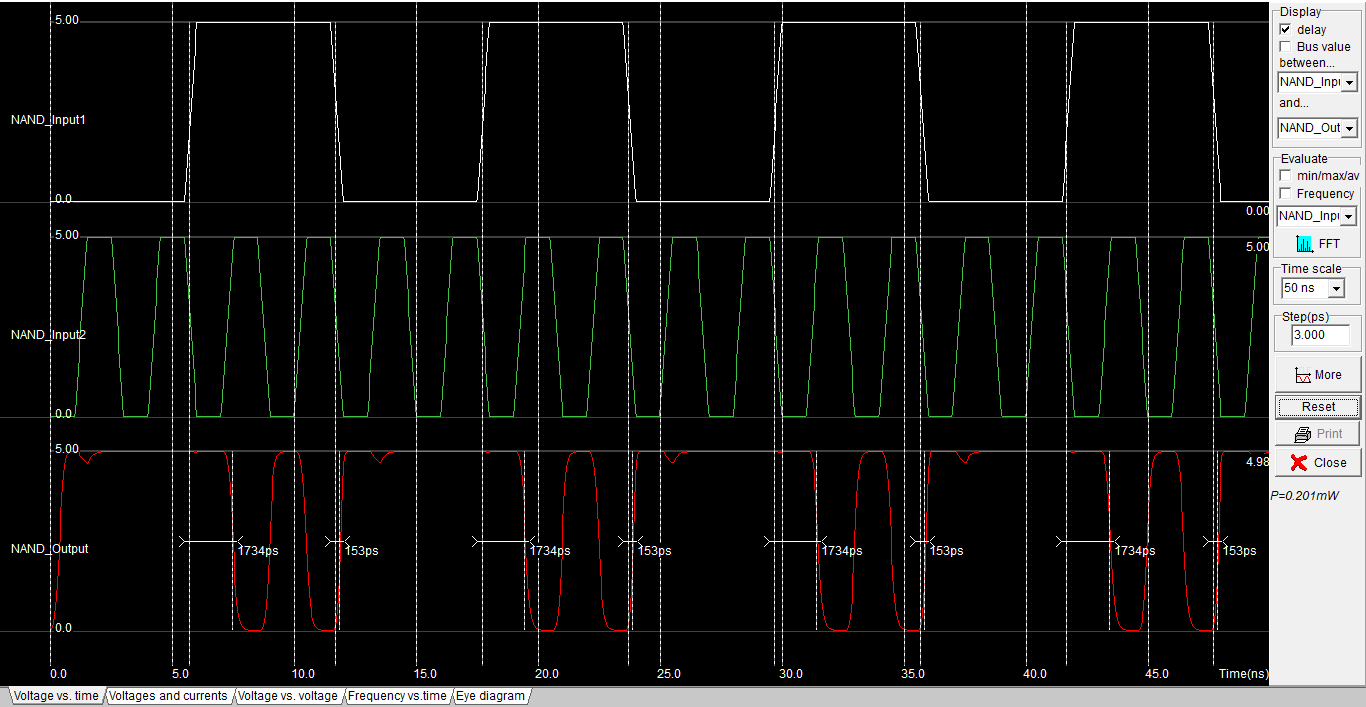 5.00
NAND_Input1
0.0
0.00
5.00
5.00
NAND_Input2
0.0
5.00
4.98
NAND_Output
1734ps
153ps
1734ps
153ps
1734ps
153ps
1734ps
153ps
0.0
0.0 5.0 10.0 15.0 20.0 25.0 30.0 35.0 40.0 45.0 Time(ns)
Voltage vs. time Voltages and currents Voltage vs. voltage Frequency vs.time Eye diagram
Display
delay
Bus value
between...
NAND_Inpu
and...
NAND_Out
Evaluate
min/max/av
Frequency
NAND_Inpu
FFT
Time scale
50 ns
Step(ps)
3.000
More
Reset
Print
Close
P=0.201mW